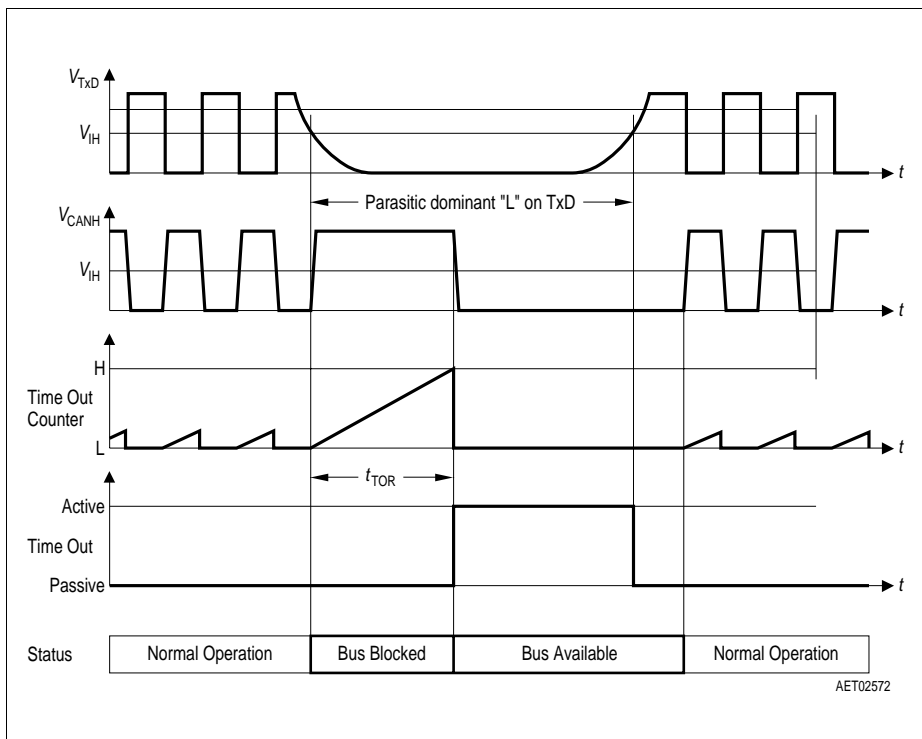 VTxD
VIH
t
Parasitic dominant "L" on TxD
VCANH
VIH
t
H
Time Out
Counter
L
t
tTOR
Active
Time Out
Passive
t
Status
Normal Operation
Bus Blocked
Bus Available
Normal Operation
AET02572